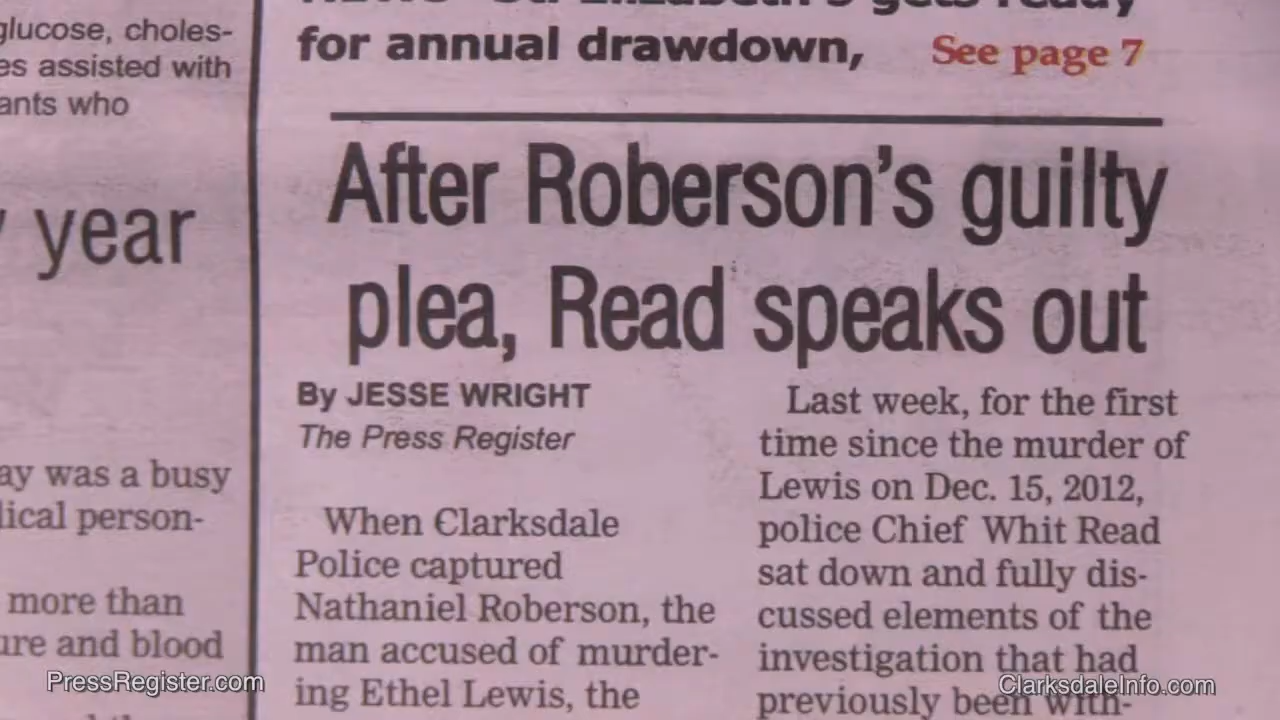 glucose, choles-
es assisted with
ants who
year
ay was a busy
lical person-
more than
ure and blood
for annual drawdown, See page 7
After Roberson's guilty
plea, Read speaks out
By JESSE WRIGHT
The Press Register
When Clarksdale
Police captured
Nathaniel Roberson, the
man accused of murder-
ing Ethel Lewis, the
Last week, for the first
time since the murder of
Lewis on Dec. 15, 2012,
police Chief Whit Read
sat down and fully dis-
cussed elements of the
investigation that had
previously been with-
PressRegister.com
ClarksdaleInfo.com